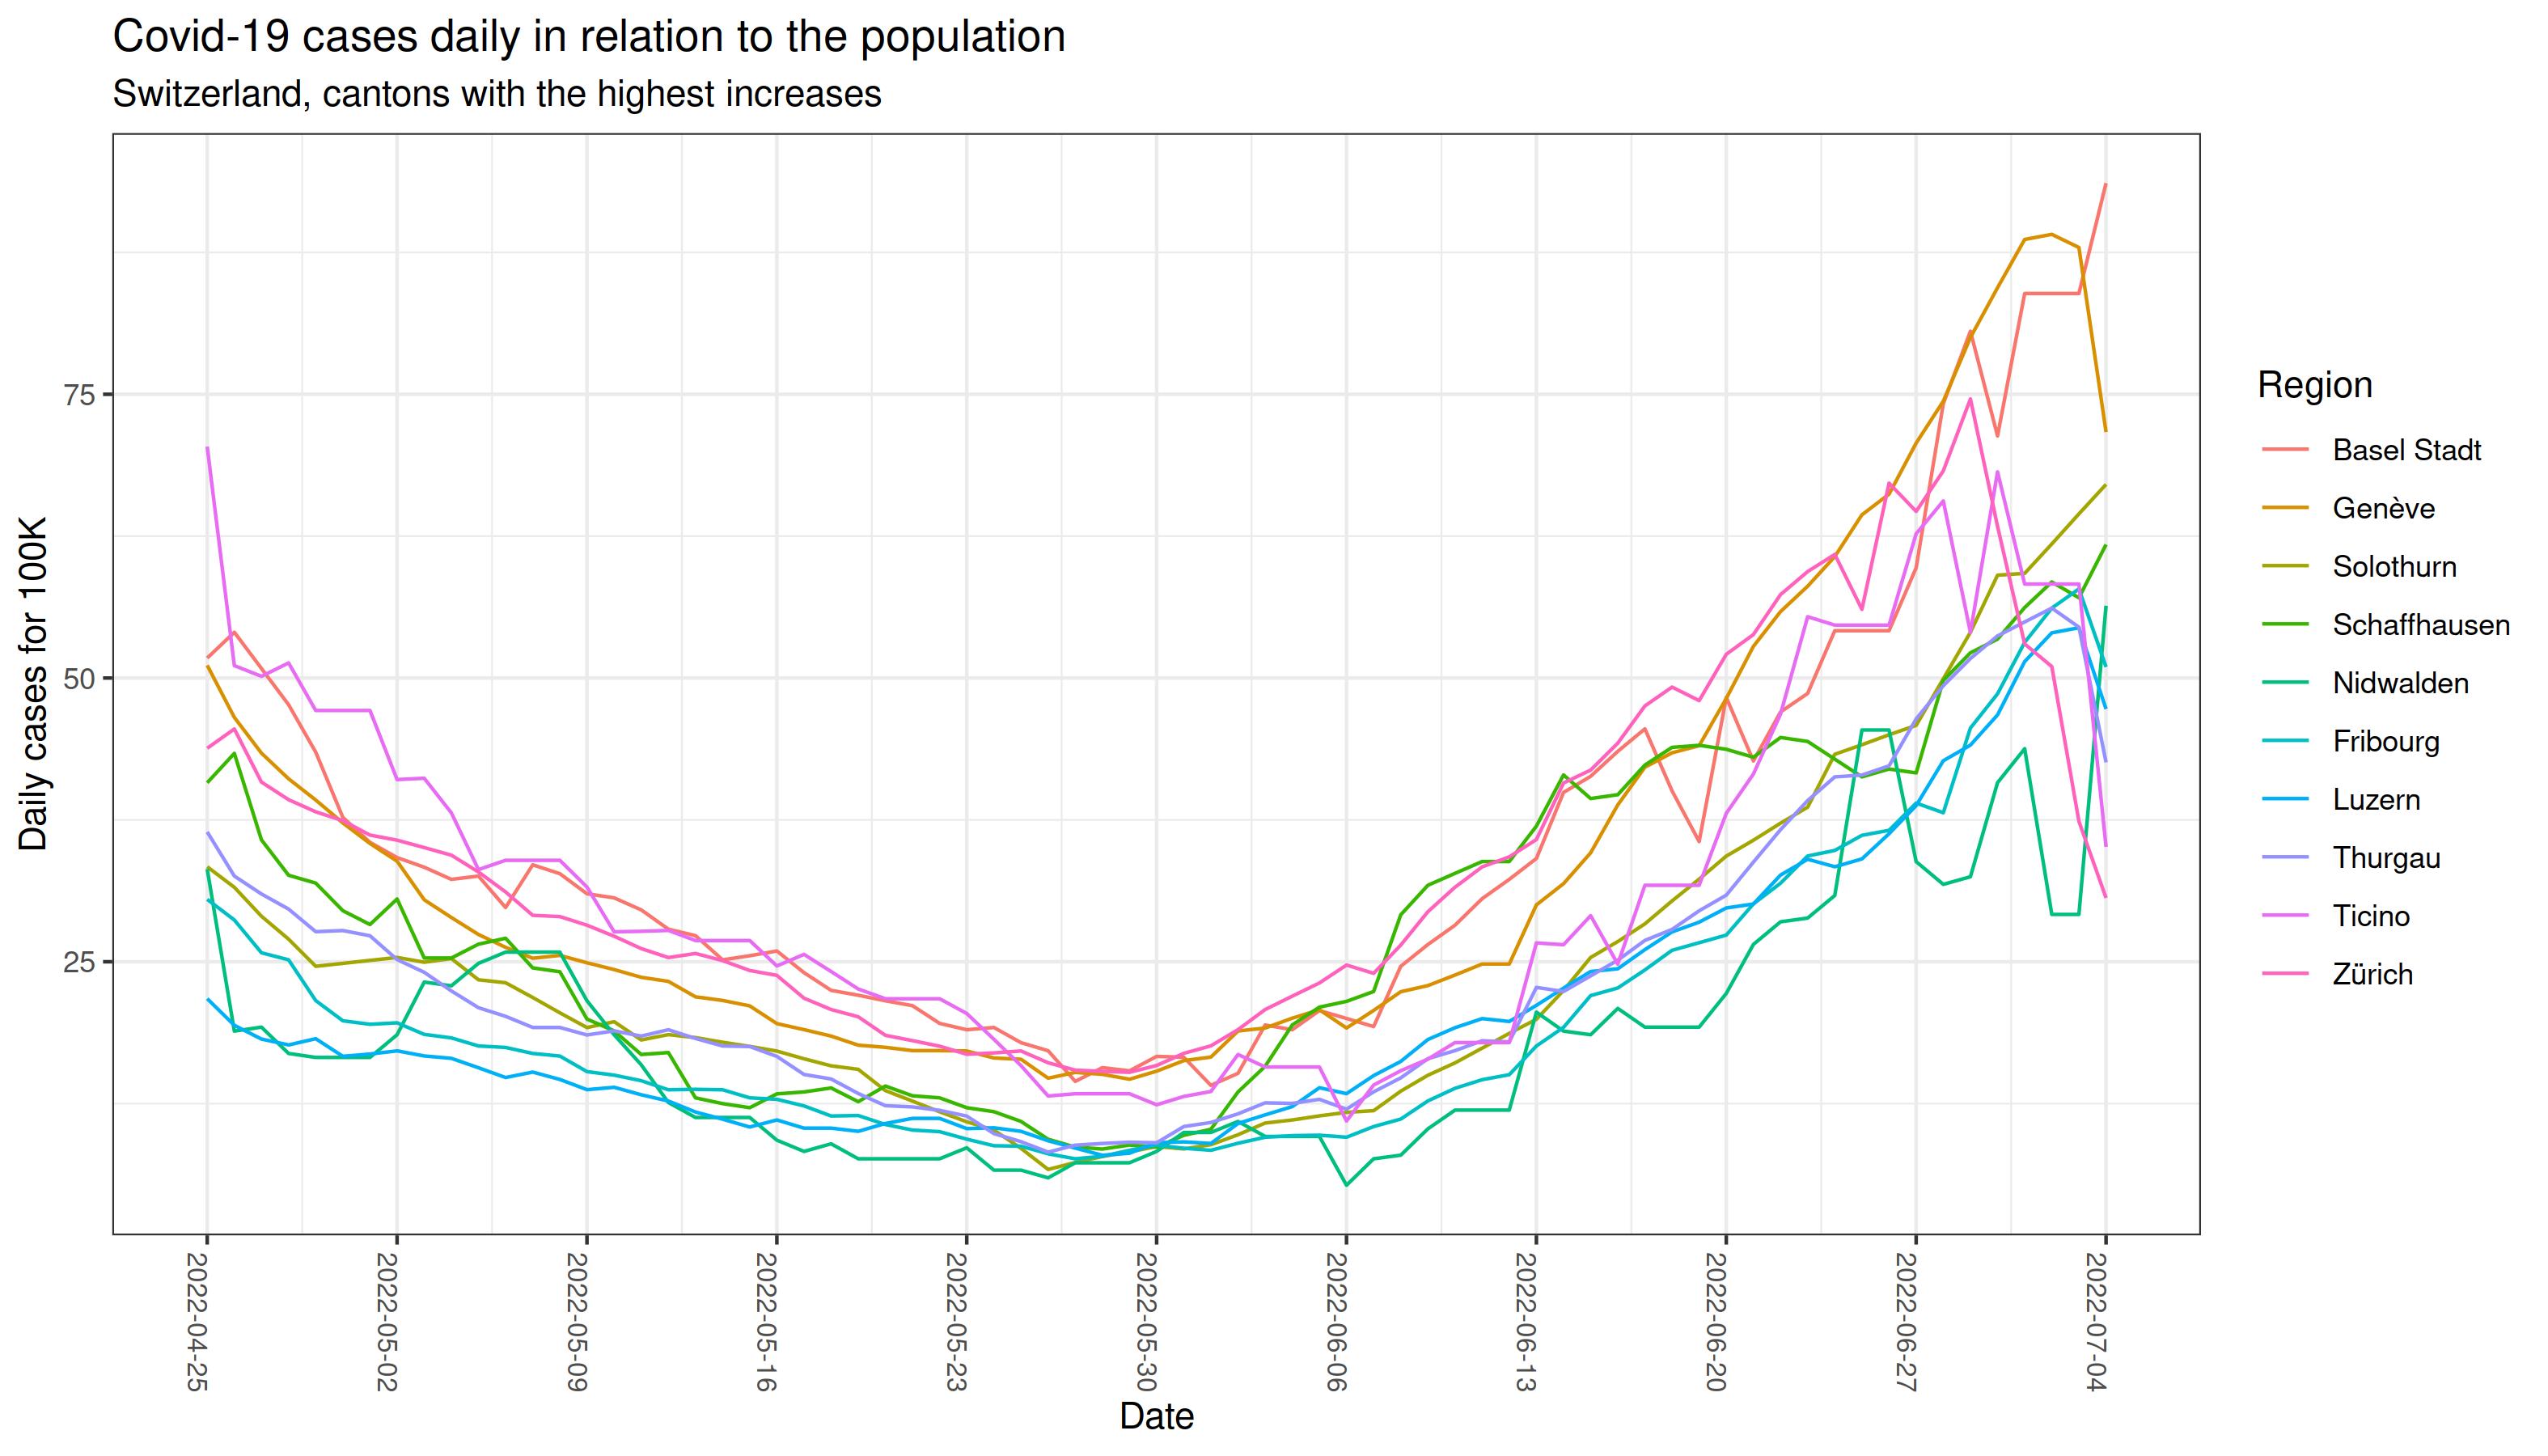 Covid-19 cases daily in relation to the population
Switzerland, cantons with the highest increases
Daily cases for 100K
75
50
25
2022-04-25
2022-05-02
2022-05-09
2022-05-16
2022-05-23
2022-05-30
2022-06-06
2022-06-13
2022-06-20
2022-06-27
2022-07-04
Date
Region
Basel Stadt
Genève
Solothurn
Schaffhausen
Nidwalden
Fribourg
Luzern
Thurgau
Ticino
Zürich